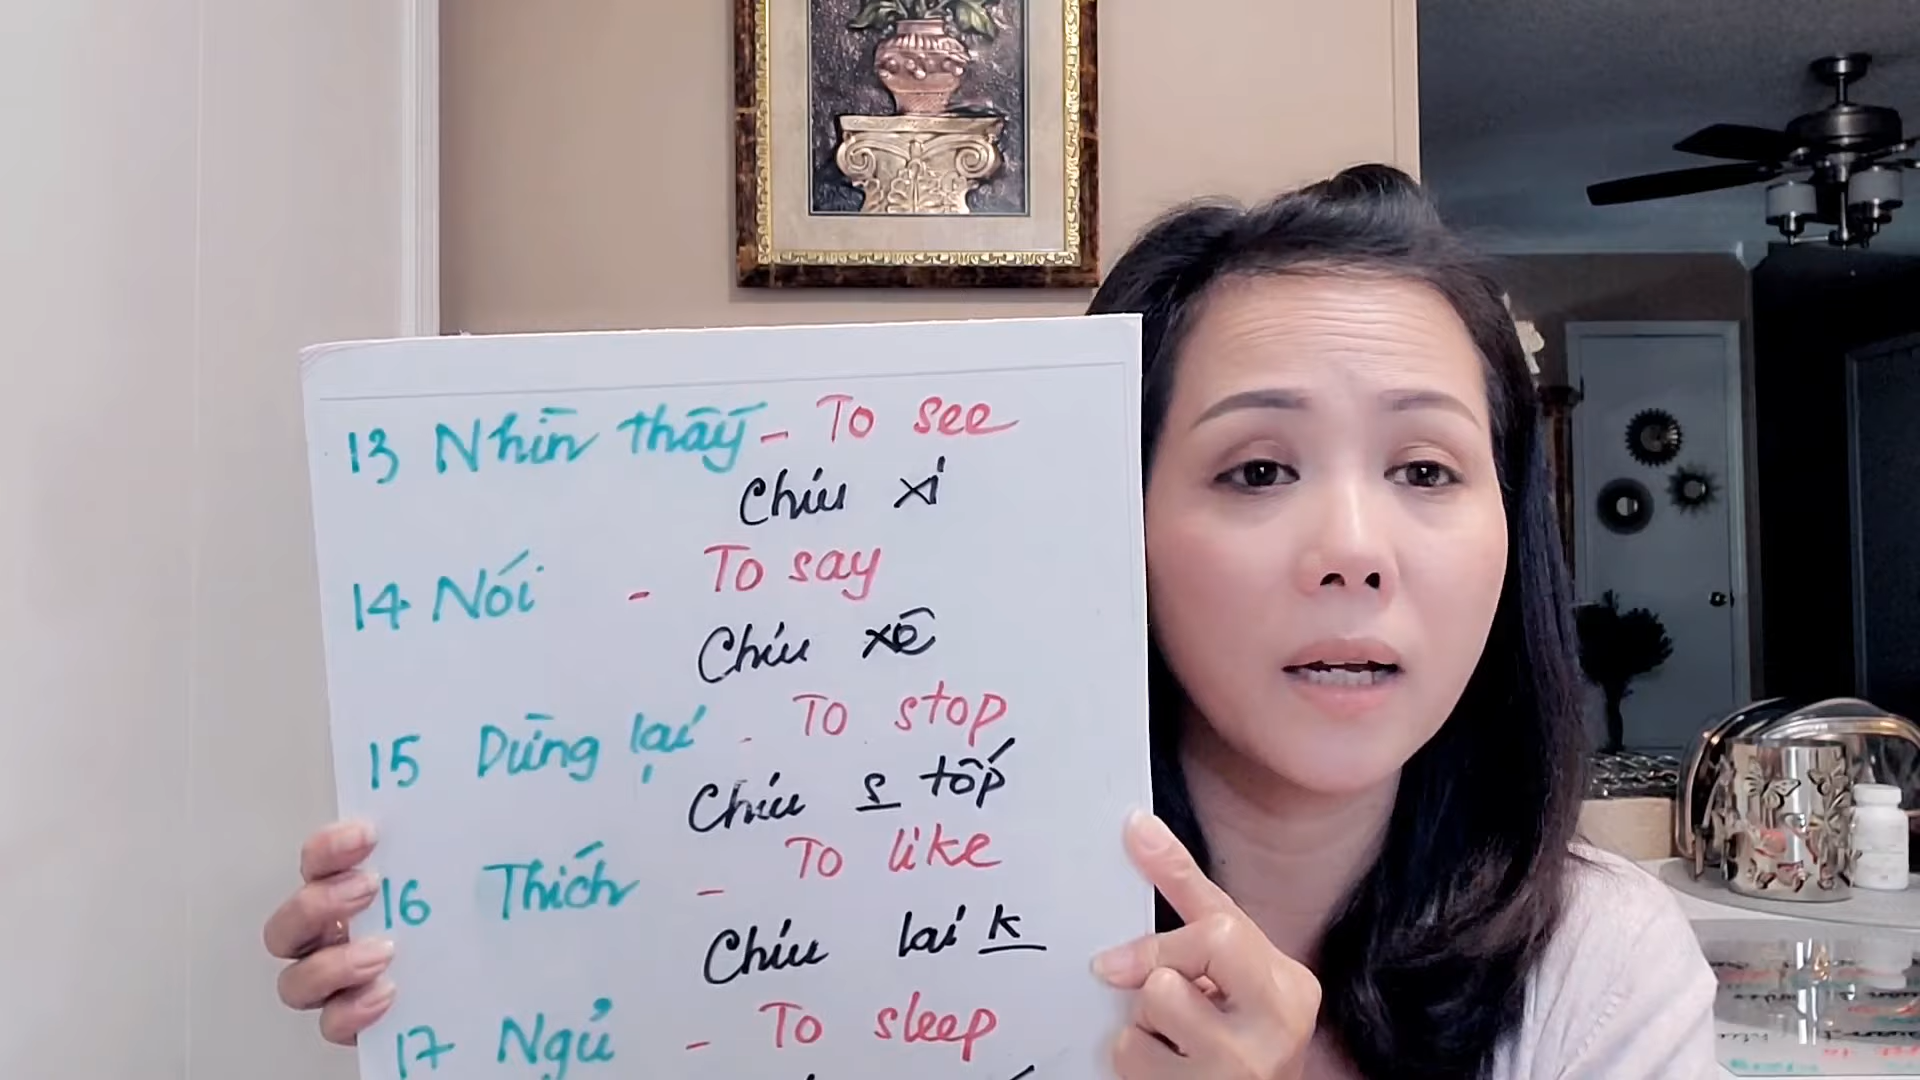 13 Nhìn thấy - To see
Chíu xi
14 Nói - To say
Chíu xê
15 Dừng lại - To stop
Chíu s tốp
16 Thích - To like
Chíu lai k
17 Ngủ - To sleep